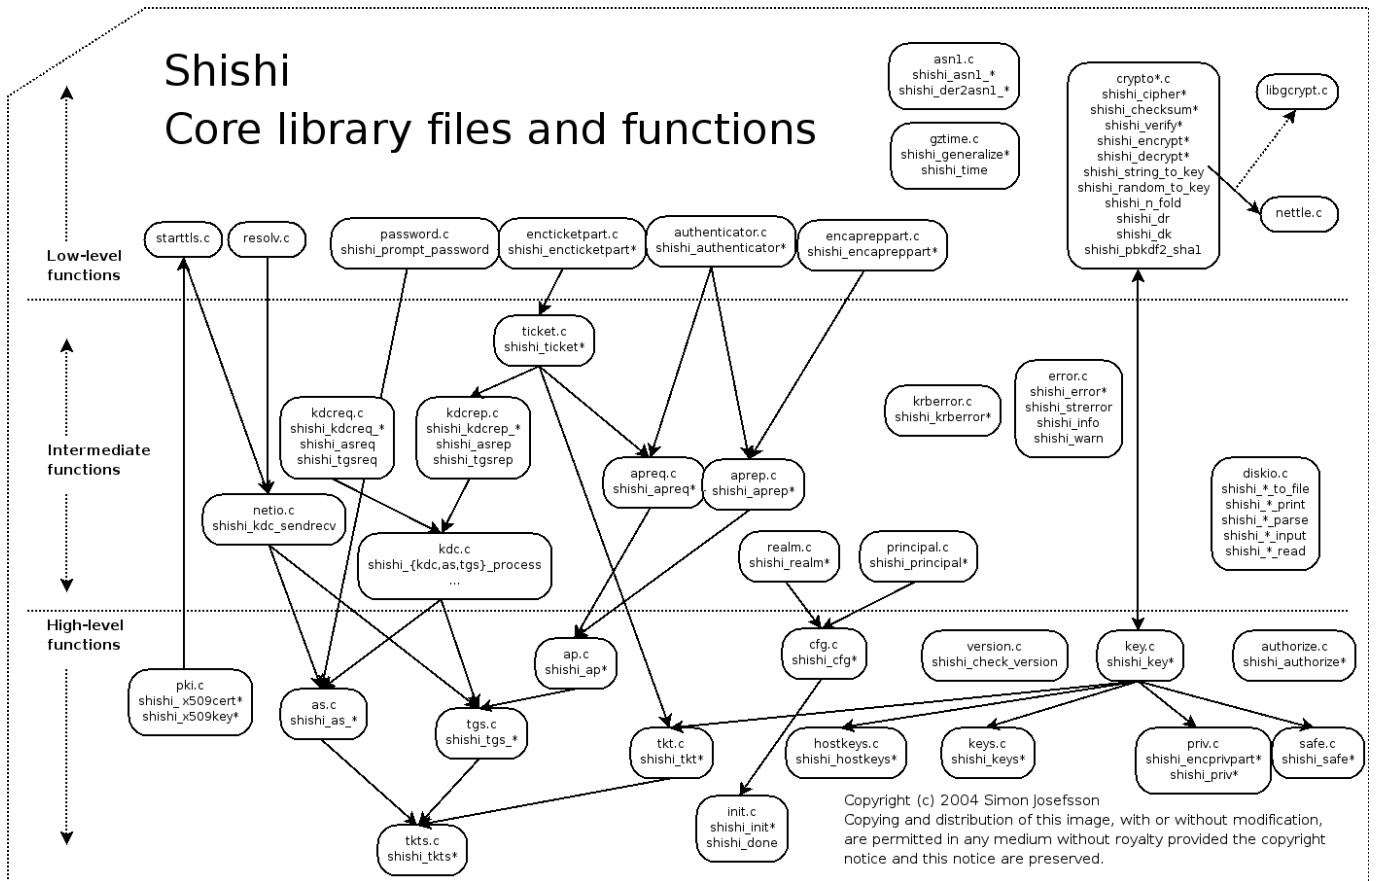 Shishi
Core library files and functions
asn1.c
shishi_asn1_*
shishi_der2asn1_*
gztime.c
shishi_generalize*
shishi_time
crypto*.c
shishi_cipher*
shishi_checksum*
shishi_verify*
shishi_encrypt*
shishi_decrypt*
shishi_string_to_key
shishi_random_to_key
shishi_n_fold
shishi_dr
shishi_dk
shishi_pbkdf2_sha1
libgcrypt.c
nettle.c
Low-level
functions
starttls.c
resolv.c
password.c
shishi_prompt_password
encticketpart.c
shishi_encticketpart*
authenticator.c
shishi_authenticator*
encapreppart.c
shishi_encapreppart*
ticket.c
shishi_ticket*
Intermediate
functions
kdcreq.c
shishi_kdcreq_*
shishi_asreq
shishi_tgsreq
kdcrep.c
shishi_kdcrep_*
shishi_asrep
shishi_tgsrep
krberror.c
shishi_krberror*
error.c
shishi_error*
shishi_strerror
shishi_info
shishi_warn
apreq.c
shishi_apreq*
aprep.c
shishi_aprep*
diskio.c
shishi_*_to_file
shishi_*_print
shishi_*_parse
shishi_*_input
shishi_*_read
netio.c
shishi_kdc_sendrecv
kdc.c
shishi_{kdc,as,tgs}_process
...
realm.c
shishi_realm*
principal.c
shishi_principal*
High-level
functions
ap.c
shishi_ap*
cfg.c
shishi_cfg*
version.c
shishi_check_version
key.c
shishi_key*
authorize.c
shishi_authorize*
pki.c
shishi_x509cert*
shishi_x509key*
as.c
shishi_as_*
tgs.c
shishi_tgs_*
tkt.c
shishi_tkt*
hostkeys.c
shishi_hostkeys*
keys.c
shishi_keys*
priv.c
shishi_encprivpart*
shishi_priv*
safe.c
shishi_safe*
init.c
shishi_init*
shishi_done
tkts.c
shishi_tkts*
Copyright (c) 2004 Simon Josefsson
Copying and distribution of this image, with or without modification,
are permitted in any medium without royalty provided the copyright
notice and this notice are preserved.